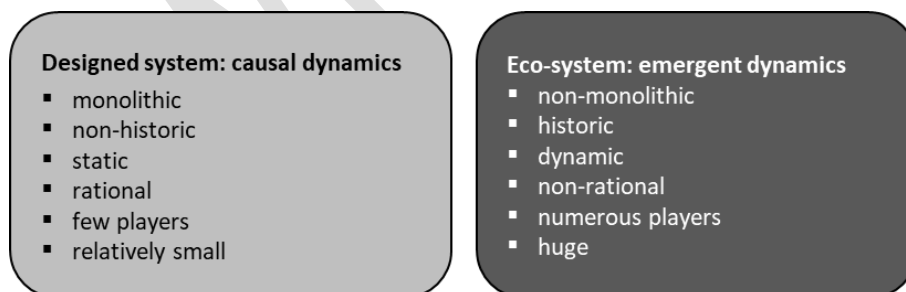 Designed system: causal dynamics
▪ monolithic
▪ non-historic
▪ static
▪ rational
▪ few players
▪ relatively small
Eco-system: emergent dynamics
▪ non-monolithic
▪ historic
▪ dynamic
▪ non-rational
▪ numerous players
▪ huge